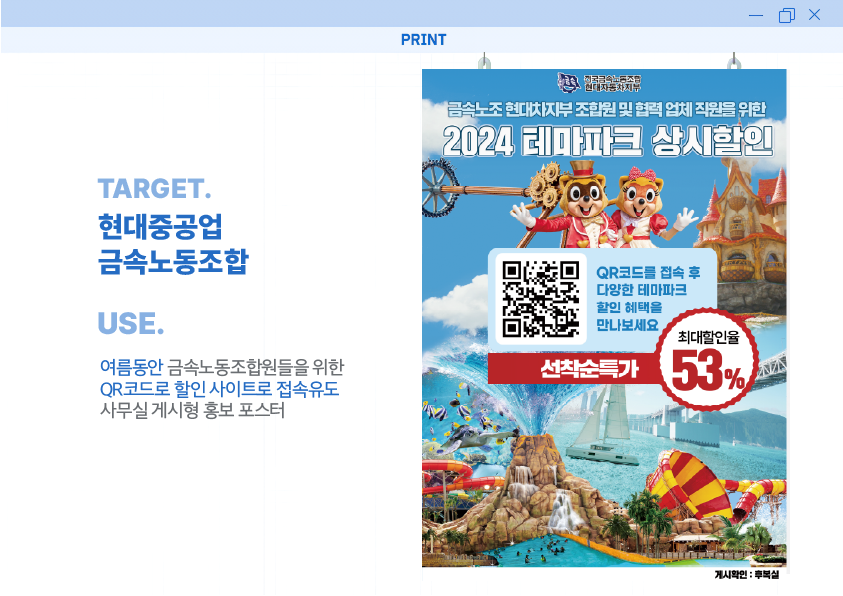 PRINT
TARGET.
현대중공업
금속노동조합
USE.
여름동안 금속노동조합원들을 위한
QR코드로 할인 사이트로 접속유도
사무실 게시형 홍보 포스터
전국금속노동조합
현대자동차지부
금속노조 현대차지부 조합원 및 협력 업체 직원을 위한
2024 테마파크 상시할인
QR코드를 접속 후
다양한 테마파크
할인 혜택을
만나보세요
최대할인율
53%
선착순특가
게시확인 : 후복실